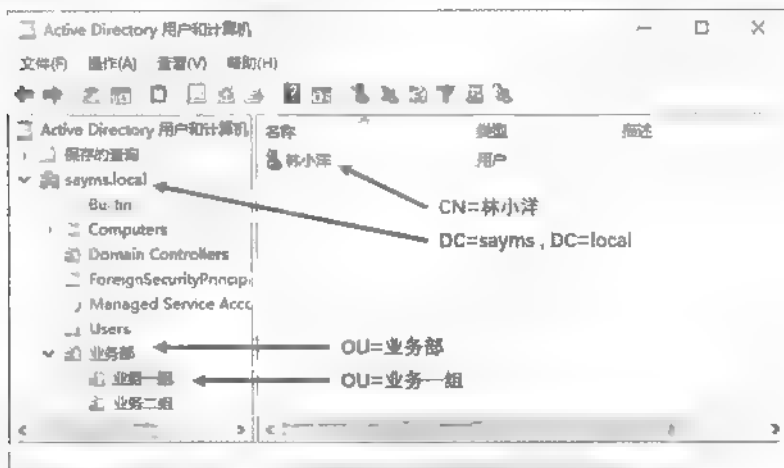 Active Directory 用户和计算机
文件(F) 操作(A) 查看(V) 帮助(H)
Active Directory 用户和计算机
名称 类型 描述
保存的查询
林小洋 用户
sayms.local
CN=林小洋
Builtin
DC=sayms , DC=local
Computers
Domain Controllers
ForeignSecurityPrincip
Managed Service Acc
Users
业务部
OU=业务部
业务一组
OU=业务一组
业务二组